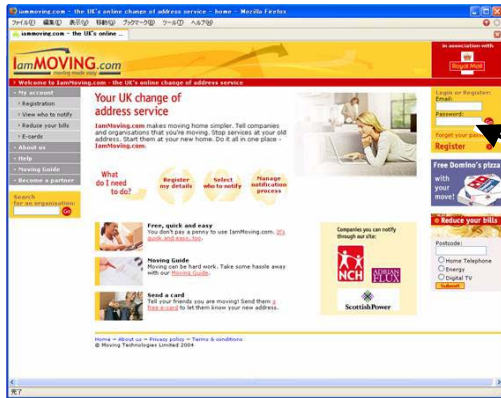 iammoving.com - the UK's online change of address service - home - Mozilla Firefox
ファイル(F) 編集(E) 表示(V) 移動(G) ブックマーク(B) ツール(T) ヘルプ(H)
iammoving.com - the UK's online ...
IamMOVING.com
moving made easy
in association with
Royal Mail
Welcome to IamMoving.com - the UK's online change of address service
My account
Registration
View who to notify
Reduce your bills
E-cards
About us
Help
Moving Guide
Become a partner
Search
for an organisation:
Go
Your UK change of
address service
IamMoving.com makes moving home simpler. Tell companies
and organisations that you're moving. Stop services at your old
address. Start them at your new home. Do it all in one place -
IamMoving.com.
What
do I need
to do?
Register
my details
Select
who to notify
Manage
notification
process
Free, quick and easy
You don't pay a penny to use IamMoving.com. It's
quick and easy, too.
Moving Guide
Moving can be hard work. Take some hassle away
with our Moving Guide.
Send a card
Tell your friends you are moving! Send them a
free e-card to let them know your new address.
Companies you can notify
through our site:
NCH
ADRIAN
FLUX
ScottishPower
Login or Register:
Email:
Password:
Forgot your
Register
Free Domino's pizza
with
your
move!
Reduce your bills
Postcode:
Home Telephone
Energy
Digital TV
Submit
Home - About us - Privacy policy - Terms & conditions
© Moving Technologies Limited 2004
完了